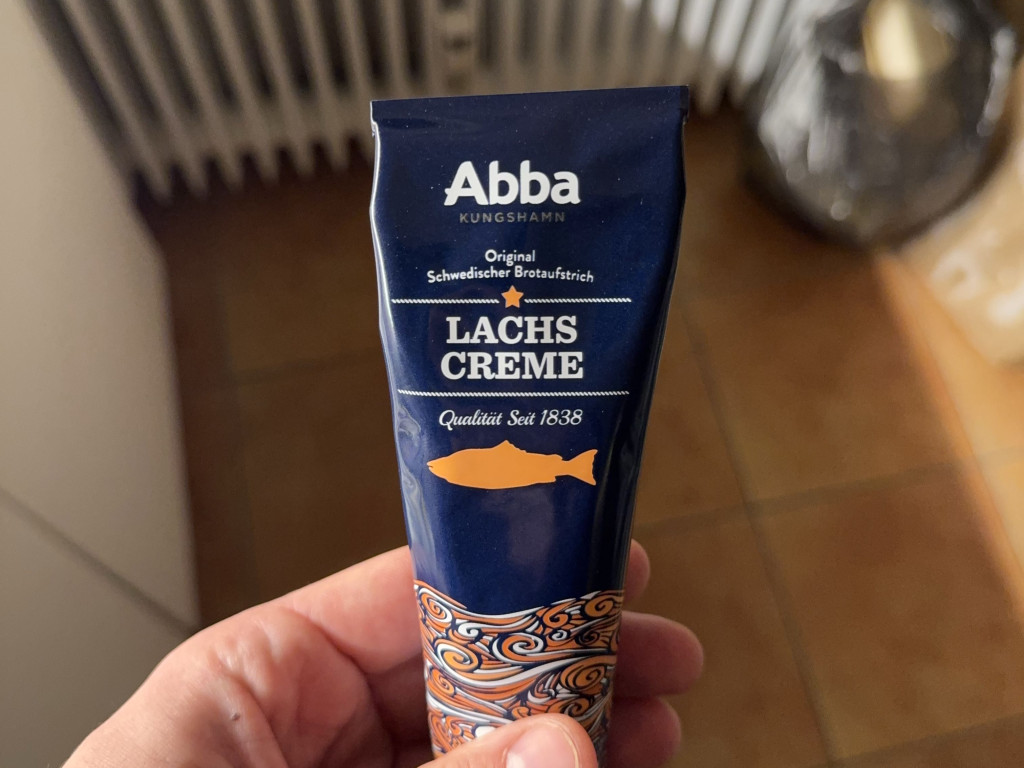 Abba
KUNGSHAMN
Original
Schwedischer Brotaufstrich
LACHS
CREME
Qualität Seit 1838